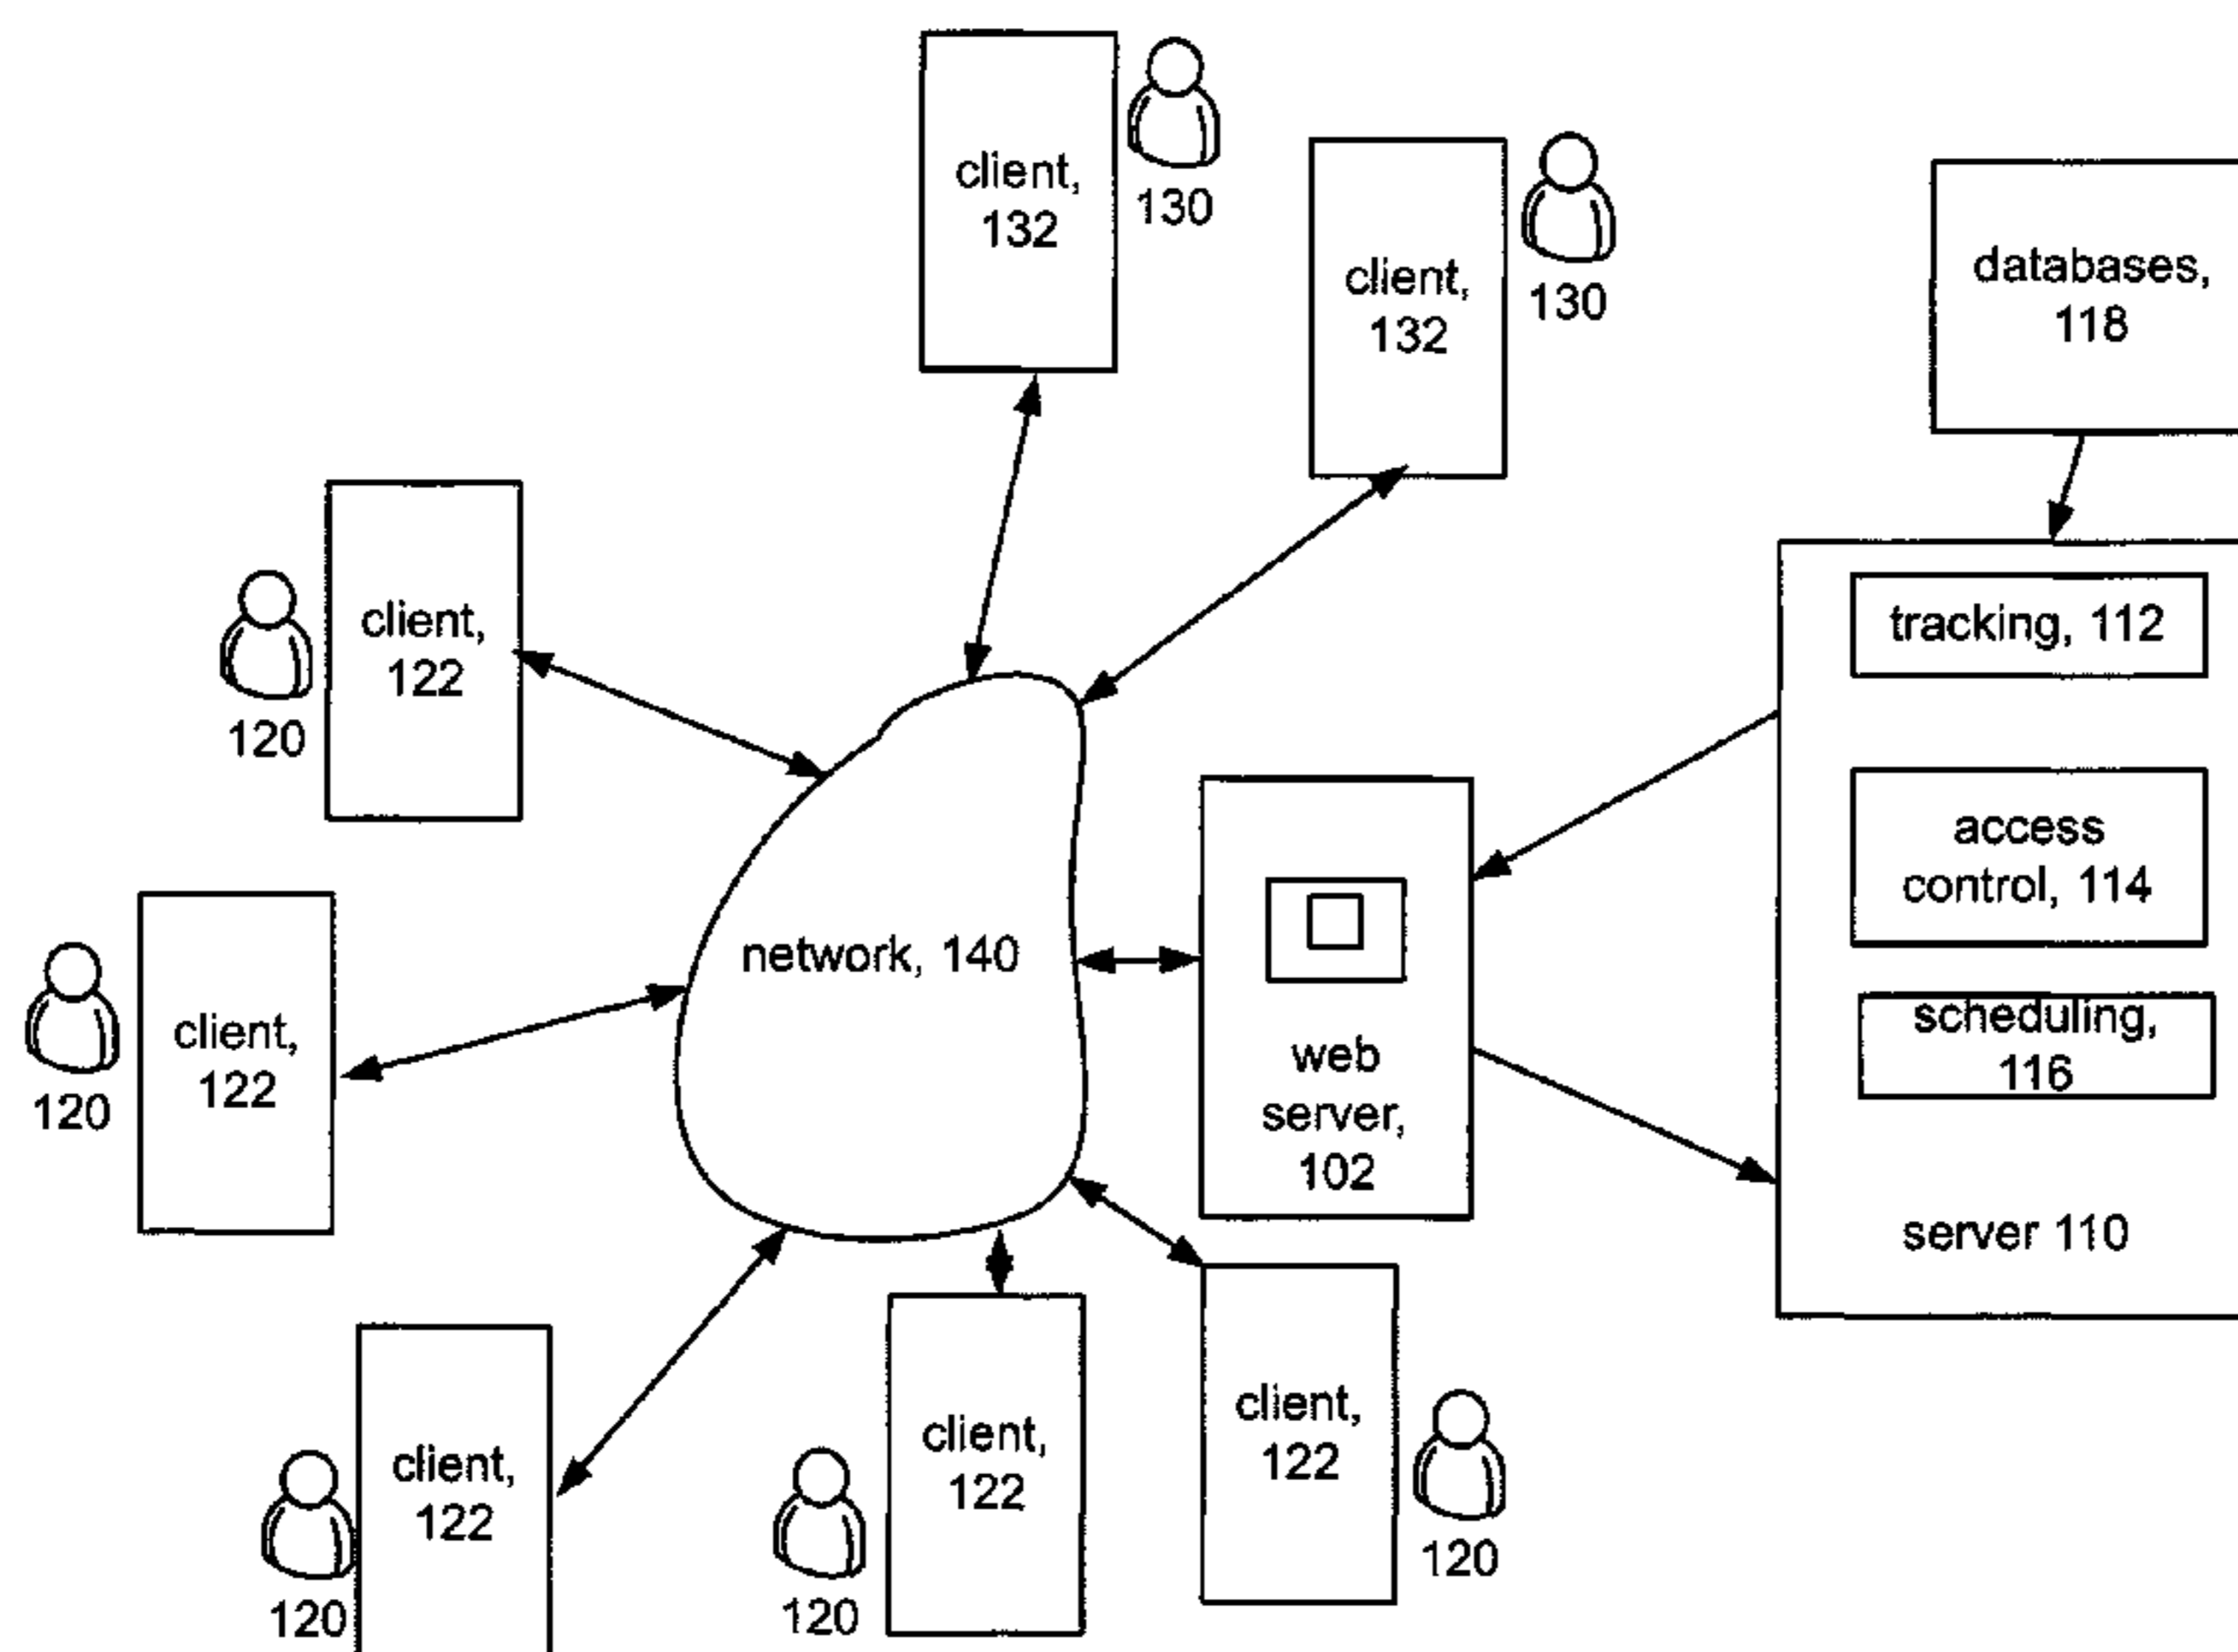 client,
132
130
client,
132
130
databases,
118
client,
122
120
tracking, 112
access
control, 114
scheduling,
116
server 110
network, 140
web
server,
102
client,
122
120
client,
122
120
client,
122
120
client,
122
120